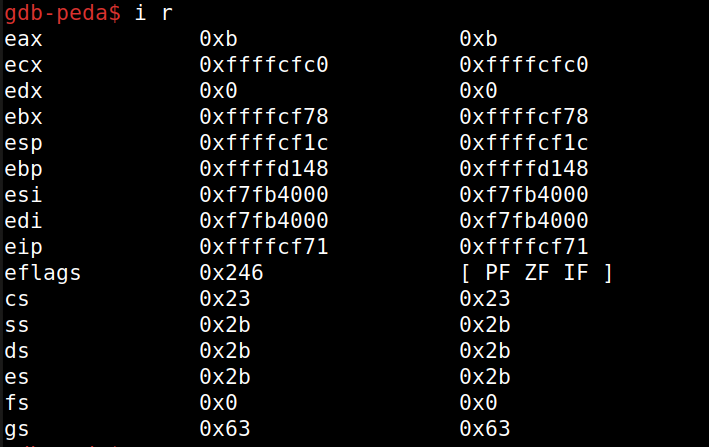 gdb-peda$ i r
eax 0xb 0xb
ecx 0xffffcfc0 0xffffcfc0
edx 0x0 0x0
ebx 0xffffcf78 0xffffcf78
esp 0xffffcf1c 0xffffcf1c
ebp 0xffffd148 0xffffd148
esi 0xf7fb4000 0xf7fb4000
edi 0xf7fb4000 0xf7fb4000
eip 0xffffcf71 0xffffcf71
eflags 0x246 [ PF ZF IF ]
cs 0x23 0x23
ss 0x2b 0x2b
ds 0x2b 0x2b
es 0x2b 0x2b
fs 0x0 0x0
gs 0x63 0x63